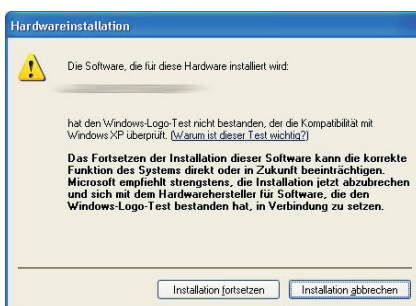 Hardwareinstallation
Die Software, die für diese Hardware installiert wird:
hat den Windows-Logo-Test nicht bestanden, der die Kompatibilität mit
Windows XP überprüft. (Warum ist dieser Test wichtig?)
Das Fortsetzen der Installation dieser Software kann die korrekte
Funktion des Systems direkt oder in Zukunft beeinträchtigen.
Microsoft empfiehlt strengstens, die Installation jetzt abzubrechen
und sich mit dem Hardwarehersteller für Software, die den
Windows-Logo-Test bestanden hat, in Verbindung zu setzen.
Installation fortsetzen Installation abbrechen